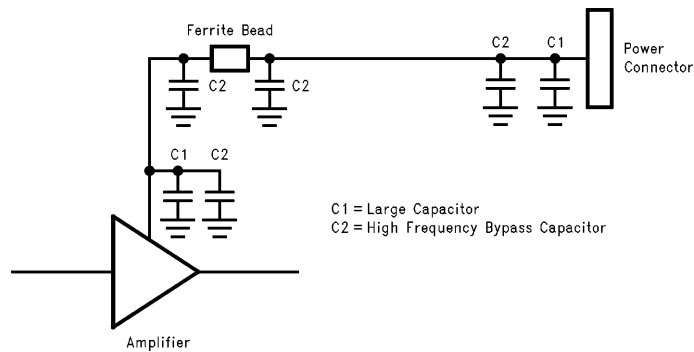 Ferrite Bead
C2
C1
Power
Connector
C2
C2
C1
C2
C1 = Large Capacitor
C2 = High Frequency Bypass Capacitor
Amplifier